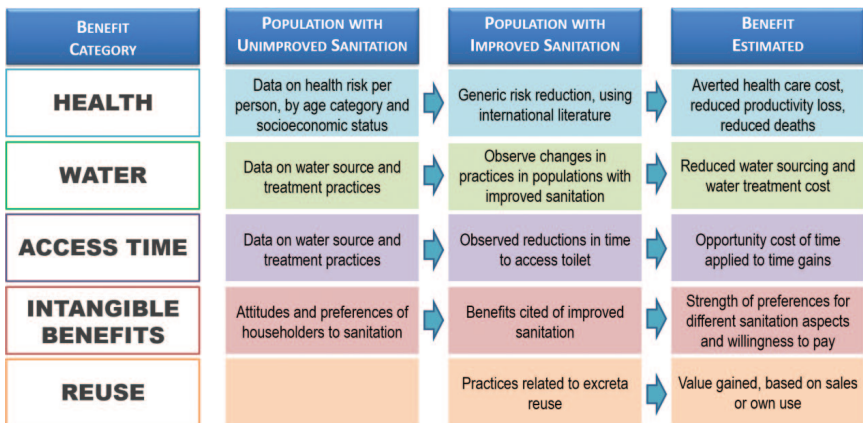 BENEFIT
CATEGORY
POPULATION WITH
UNIMPROVED SANITATION
POPULATION WITH
IMPROVED SANITATION
BENEFIT
ESTIMATED
HEALTH
Data on health risk per
person, by age category and
socioeconomic status
Generic risk reduction, using
international literature
Averted health care cost,
reduced productivity loss,
reduced deaths
WATER
Data on water source and
treatment practices
Observe changes in
practices in populations with
improved sanitation
Reduced water sourcing and
water treatment cost
ACCESS TIME
Data on water source and
treatment practices
Observed reductions in time
to access toilet
Opportunity cost of time
applied to time gains
INTANGIBLE
BENEFITS
Attitudes and preferences of
householders to sanitation
Benefits cited of improved
sanitation
Strength of preferences for
different sanitation aspects
and willingness to pay
REUSE
Practices related to excreta
reuse
Value gained, based on sales
or own use